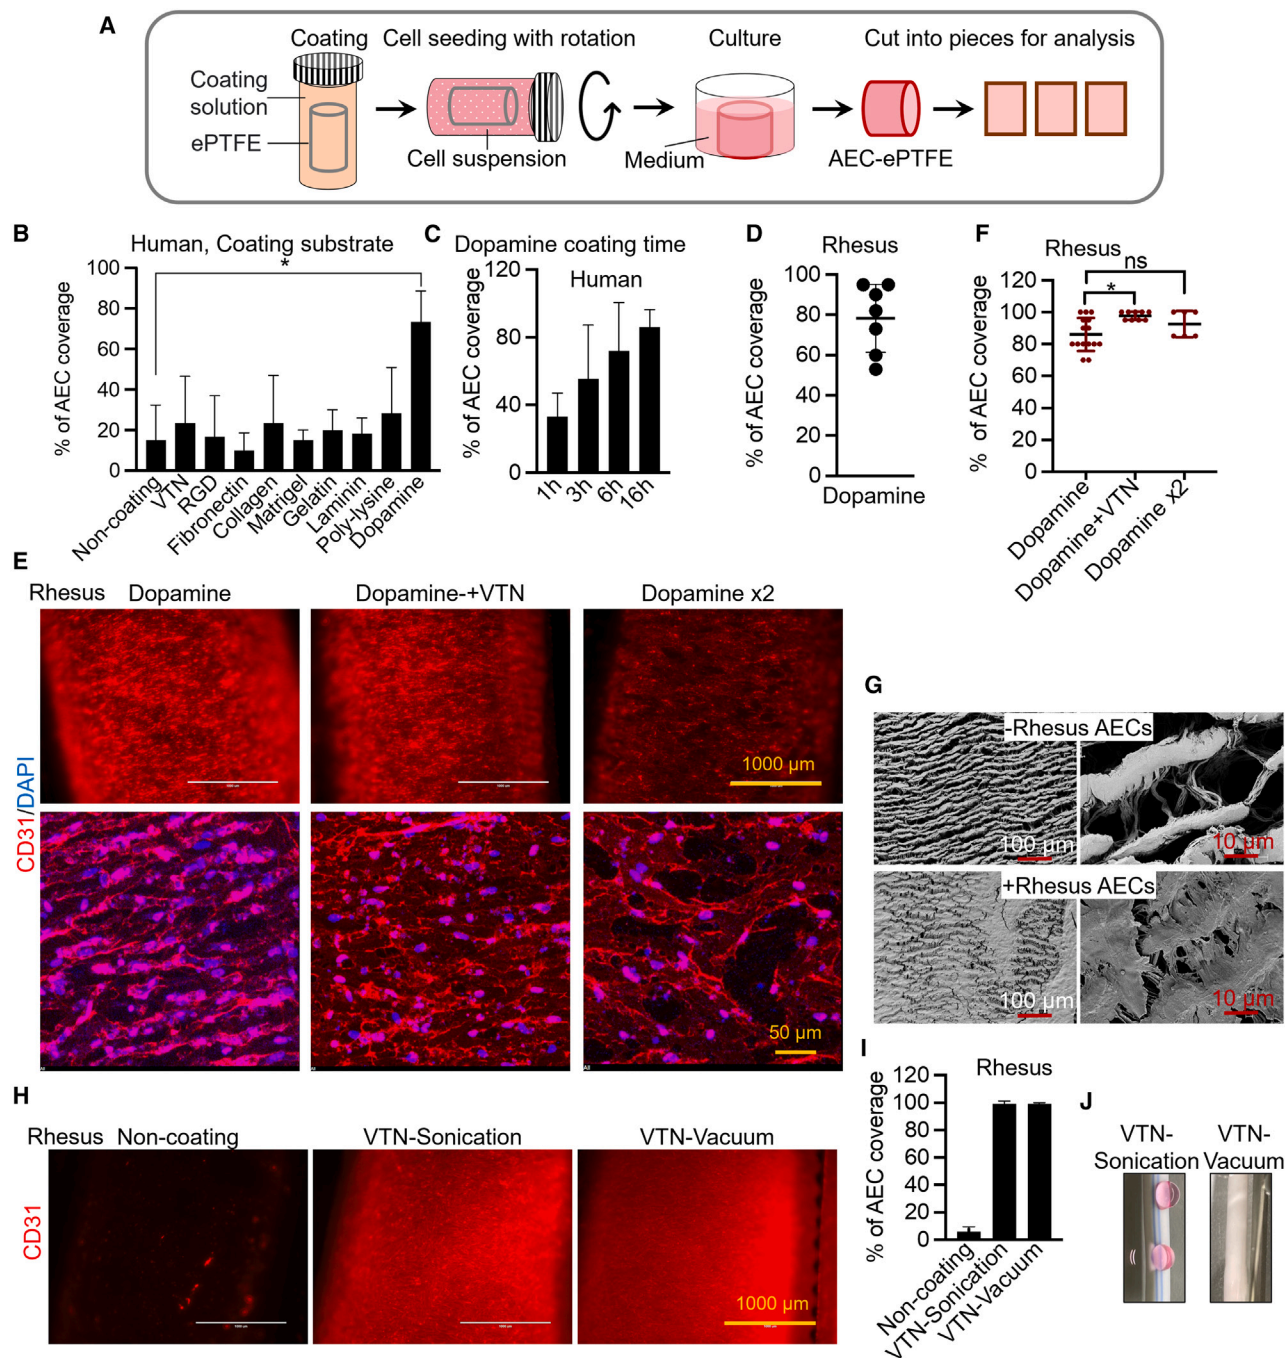 A
Coating
Cell seeding with rotation
Culture
Cut into pieces for analysis
Coating
solution
ePTFE
Cell suspension
Medium
AEC-ePTFE
B
Human, Coating substrate
% of AEC coverage
100
80
60
40
20
0
*
Non-coating
VTN
RGD
Fibronectin
Collagen
Matrigel
Gelatin
Laminin
Poly-lysine
Dopamine
C
Dopamine coating time
Human
% of AEC coverage
120
80
40
0
1h
3h
6h
16h
D
Rhesus
% of AEC coverage
100
80
60
40
20
0
Dopamine
F
Rhesus
ns
*
% of AEC coverage
120
100
80
60
40
20
0
Dopamine
Dopamine+VTN
Dopamine x2
E
Rhesus
Dopamine
Dopamine-+VTN
Dopamine x2
CD31/DAPI
1000 µm
50 µm
All
G
-Rhesus AECs
100 µm
10 µm
+Rhesus AECs
100 µm
10 µm
H
Rhesus
Non-coating
VTN-Sonication
VTN-Vacuum
CD31
1000 µm
I
Rhesus
% of AEC coverage
120
100
80
60
40
20
0
Non-coating
VTN-Sonication
VTN-Vacuum
J
VTN-
Sonication
VTN-
Vacuum